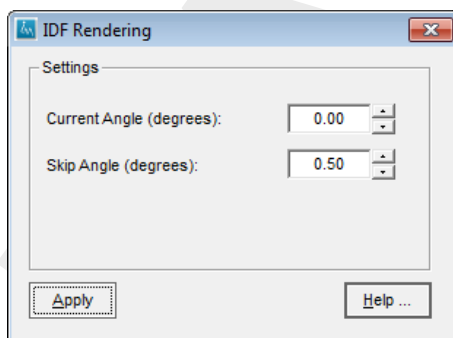 IDF Rendering
Settings
Current Angle (degrees): 0.00
Skip Angle (degrees): 0.50
Apply Help ...